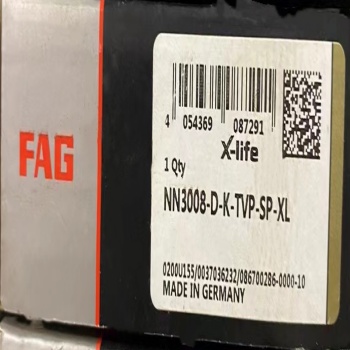 FAG
4 054369 087291
X-life
1 Qty
NN3008-D-K-TVP-SP-XL
0200U155/0037036232/086700286-0000-10
MADE IN GERMANY